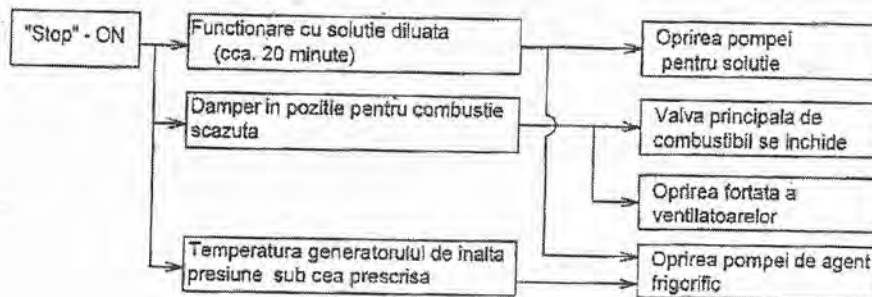 "Stop" - ON
Functionare cu solutie diluata
(cca. 20 minute)
Oprirea pompei
pentru solutie
Damper in pozitie pentru combustie
scazuta
Valva principala de
combustibil se inchide
Oprirea fortata a
ventilatoarelor
Temperatura generatorului de inalta
presiune sub cea prescrisa
Oprirea pompei de agent
frigorific